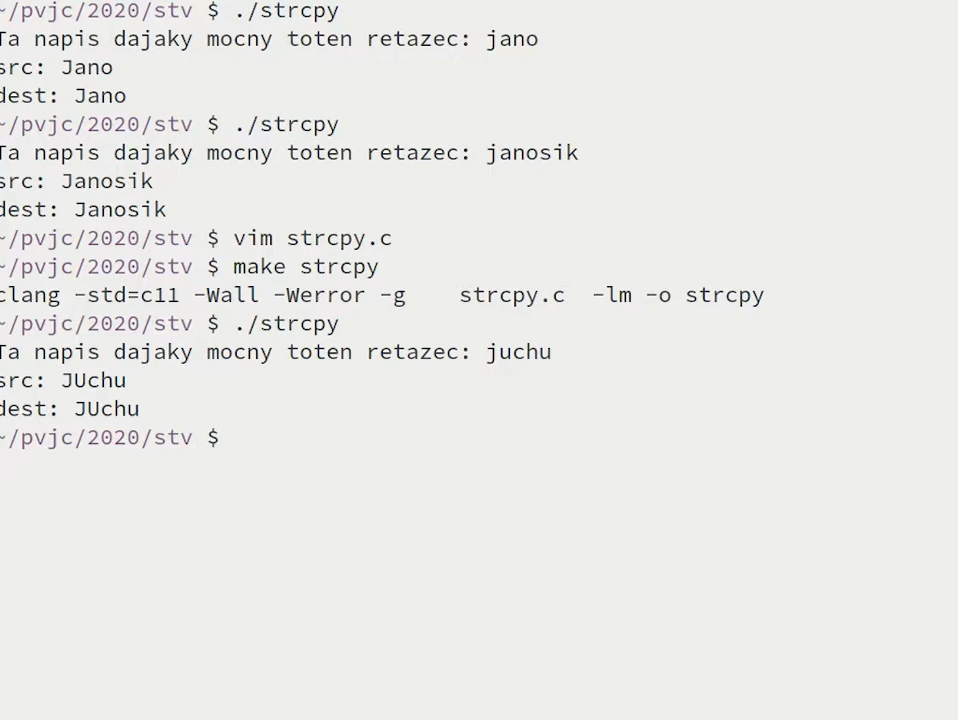 ~/pvjc/2020/stv $ ./strcpy
Ta napis dajaky mocny toten retazec: jano
src: Jano
dest: Jano
~/pvjc/2020/stv $ ./strcpy
Ta napis dajaky mocny toten retazec: janosik
src: Janosik
dest: Janosik
~/pvjc/2020/stv $ vim strcpy.c
~/pvjc/2020/stv $ make strcpy
clang -std=c11 -Wall -Werror -g    strcpy.c  -lm -o strcpy
~/pvjc/2020/stv $ ./strcpy
Ta napis dajaky mocny toten retazec: juchu
src: JUchu
dest: JUchu
~/pvjc/2020/stv $